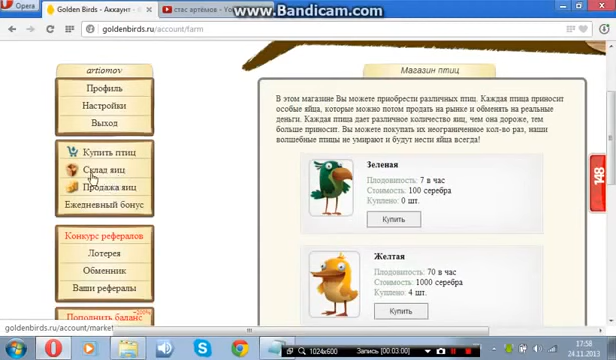 Opera
Golden Birds - Аккаунт -
стас артёмов - You
www.Bandicam.com
goldenbirds.ru/account/farm
artiomov
Профиль
Настройки
Выход
Купить птиц
Склад яиц
Продажа яиц
Ежедневный бонус
Конкурс рефералов
Лотерея
Обменник
Ваши рефералы
~100%
Пополнить баланс
Магазин птиц
В этом магазине Вы можете приобрести различных птиц. Каждая птица приносит
особые яйца, которые можно потом продать на рынке и обменять на реальные
деньги. Каждая птица дает различное количество яиц, чем она дороже, тем
больше приносит. Вы можете покупать их неограниченное кол-во раз, наши
волшебные птицы не умирают и будут нести яйца всегда!
Зеленая
Плодовитость: 7 в час
Стоимость: 100 серебра
Куплено: 0 шт.
Купить
Желтая
Плодовитость: 70 в час
Стоимость: 1000 серебра
Куплено: 4 шт.
Купить
148
goldenbirds.ru/account/market
1024x600
Запись [00:03:00]
17:58
24.11.2013